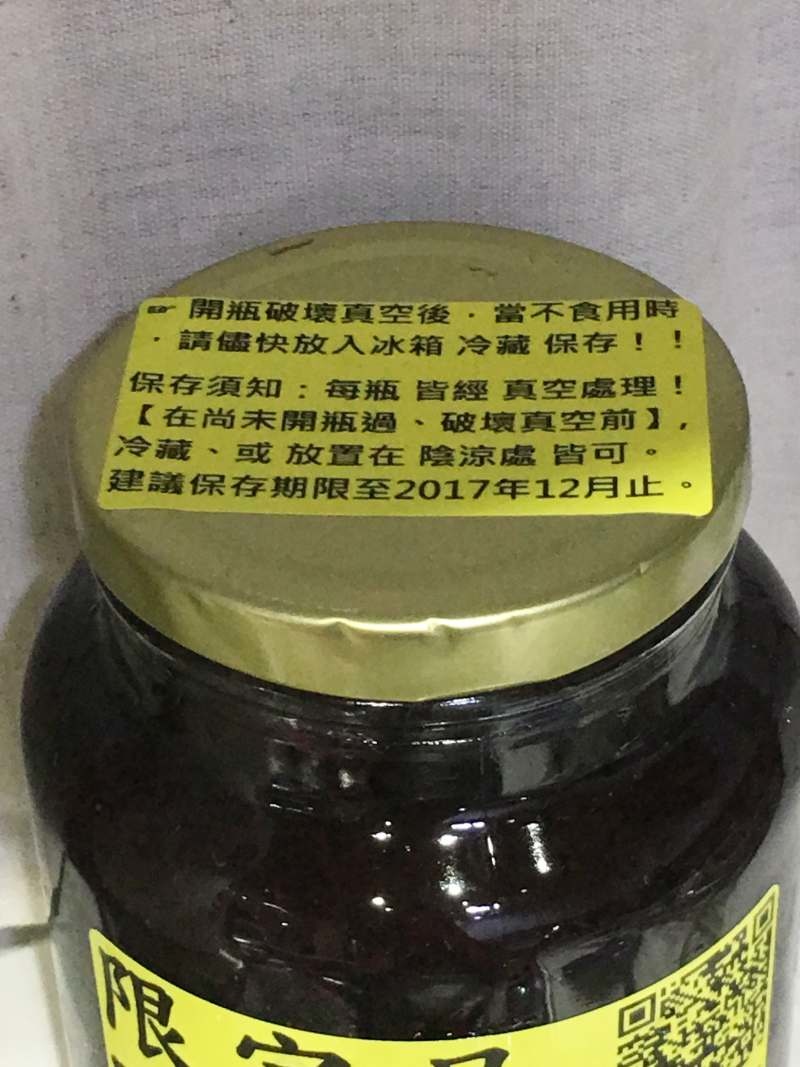 ☞ 開瓶破壞真空後．當不食用時
．請儘快放入冰箱 冷藏 保存！！
保存須知：每瓶 皆經 真空處理！
【在尚未開瓶過、破壞真空前】,
冷藏、或 放置在 陰涼處 皆可。
建議保存期限至2017年12月止。
限